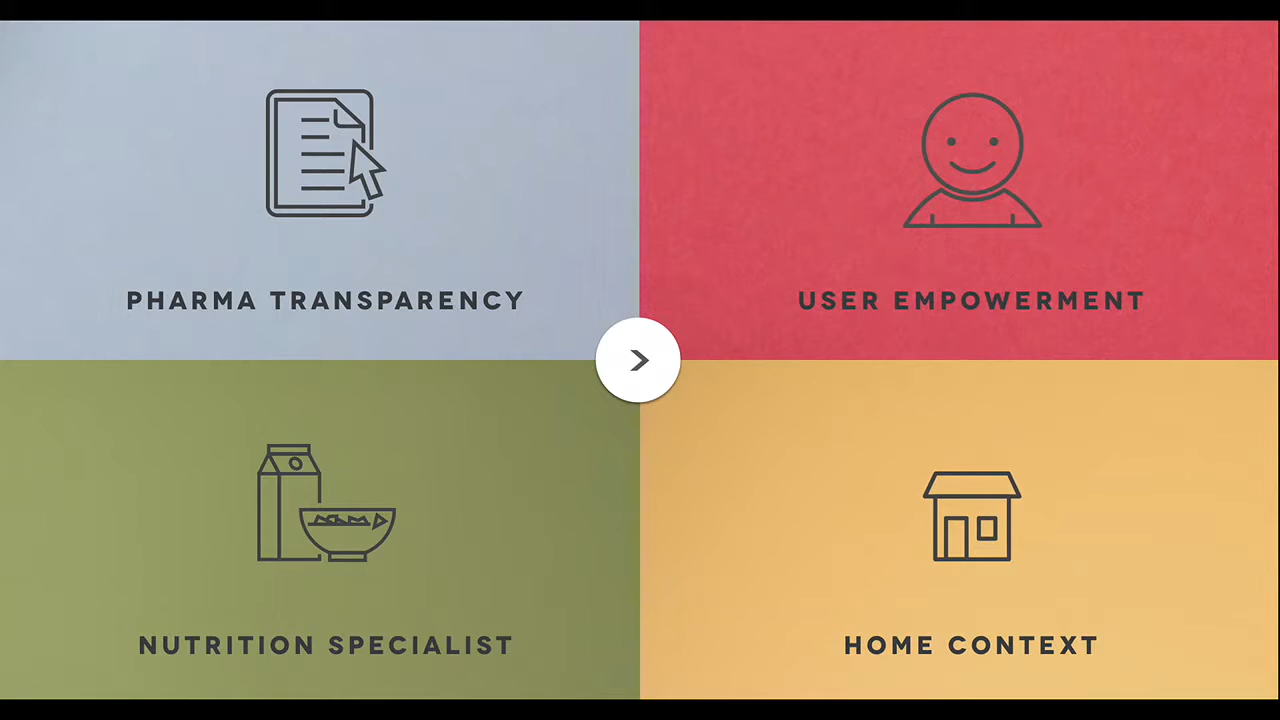 PHARMA TRANSPARENCY
USER EMPOWERMENT
NUTRITION SPECIALIST
HOME CONTEXT